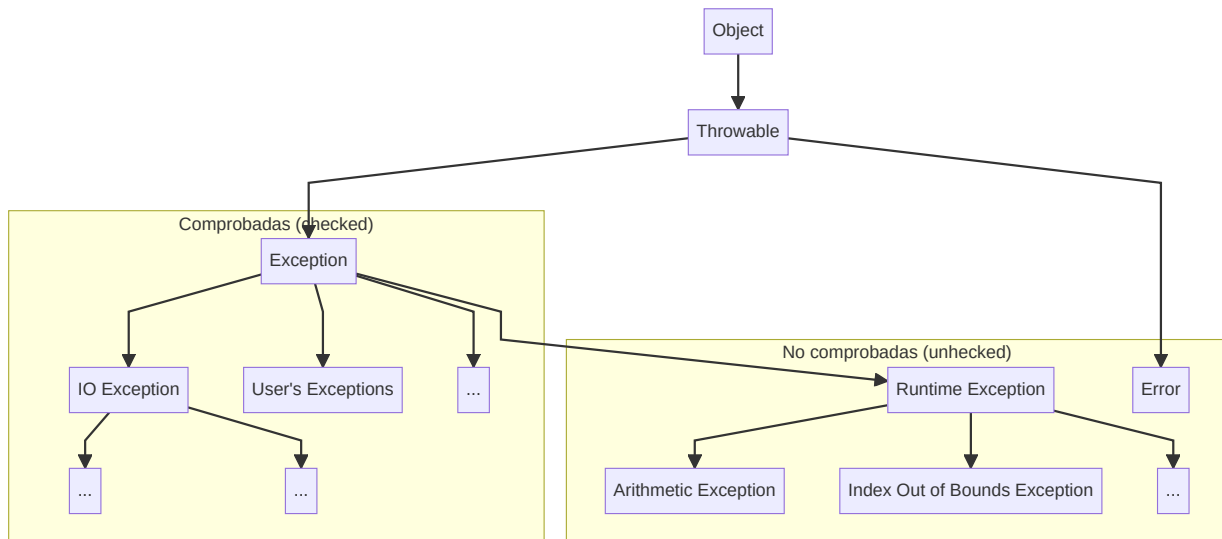 Object
Throwable
Comprobadas (checked)
Exception
No comprobadas (unhecked)
IO Exception
User's Exceptions
...
Runtime Exception
Error
...
...
Arithmetic Exception
Index Out of Bounds Exception
...